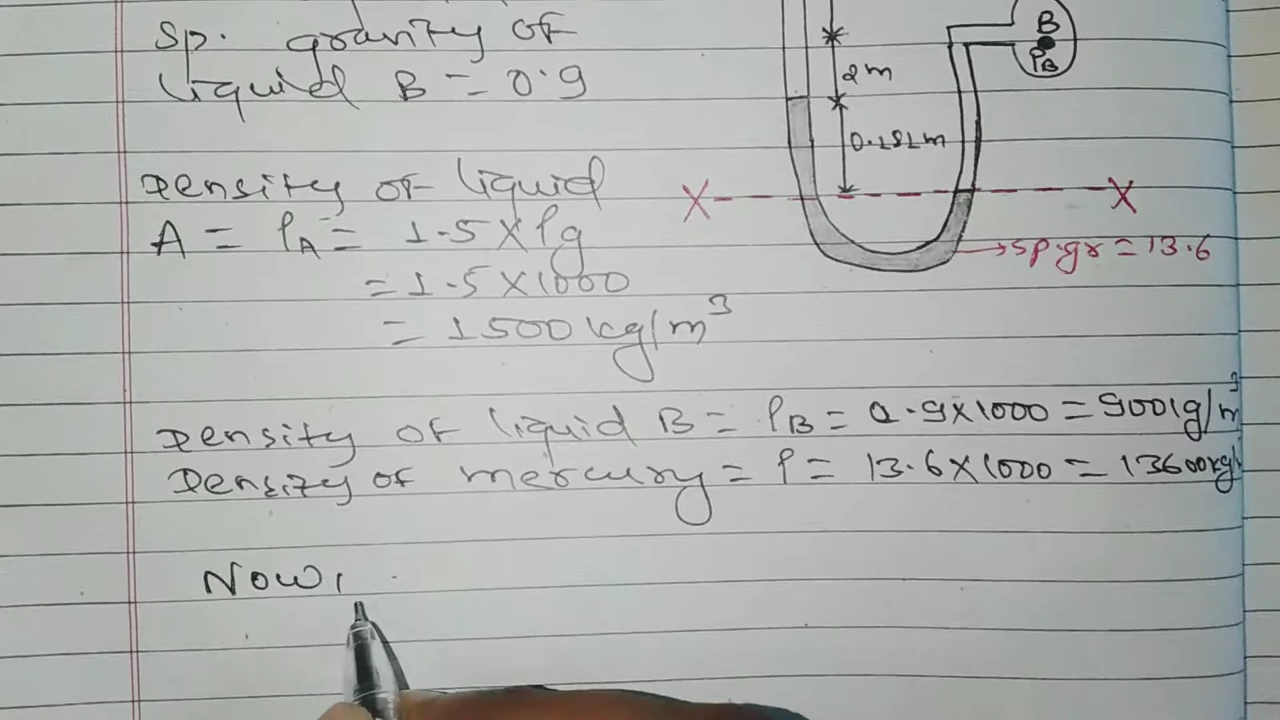 Sp. gravity of
liquid B = 0.9
Density of liquid
A = ρA = 1.5 × ρg
= 1.5 × 1000
= 1500 kg/m³
Density of liquid B = ρB = 0.9×1000 = 900 kg/m³
Density of mercury = ρ = 13.6×1000 = 13600 kg/
Now,
B
PB
2m
0.181m
X X
sp.gr = 13.6